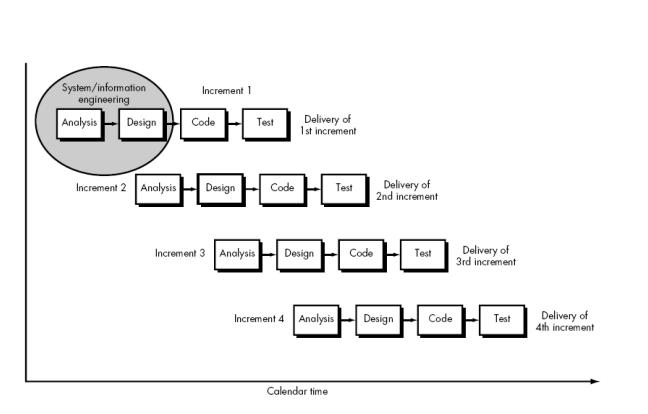 System/information
engineering
Increment 1
Analysis
Design
Code
Test
Delivery of
1st increment
Increment 2
Analysis
Design
Code
Test
Delivery of
2nd increment
Increment 3
Analysis
Design
Code
Test
Delivery of
3rd increment
Increment 4
Analysis
Design
Code
Test
Delivery of
4th increment
Calendar time